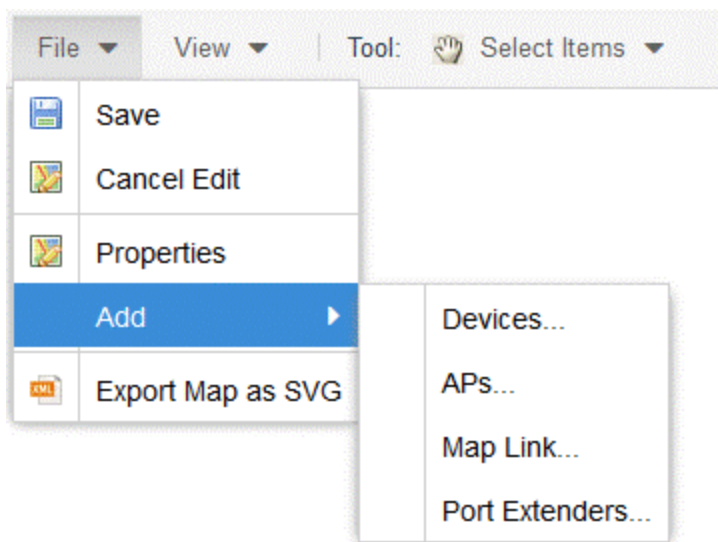 File View Tool: Select Items
Save
Cancel Edit
Properties
Add
Devices...
APs...
Map Link...
Port Extenders...
XML Export Map as SVG